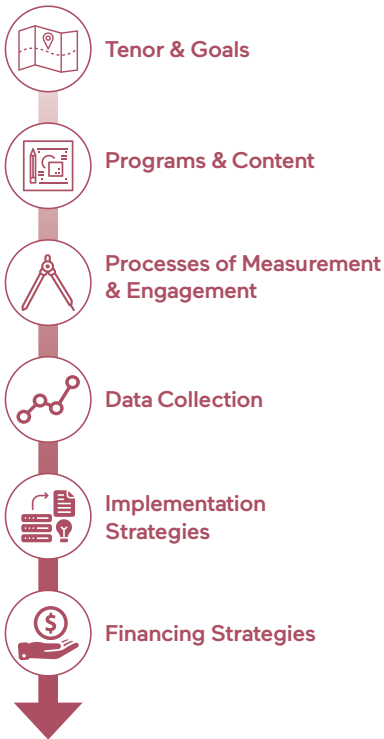 Tenor & Goals
Programs & Content
Processes of Measurement
& Engagement
Data Collection
Implementation
Strategies
$
Financing Strategies